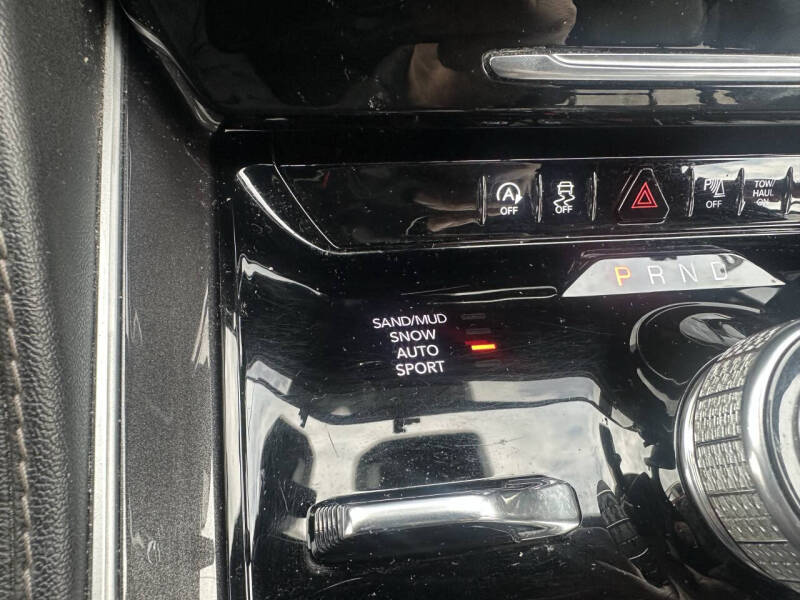 A
OFF
OFF
P
OFF
TOW/
HAUL
ON
P R N D
SAND/MUD
SNOW
AUTO
SPORT